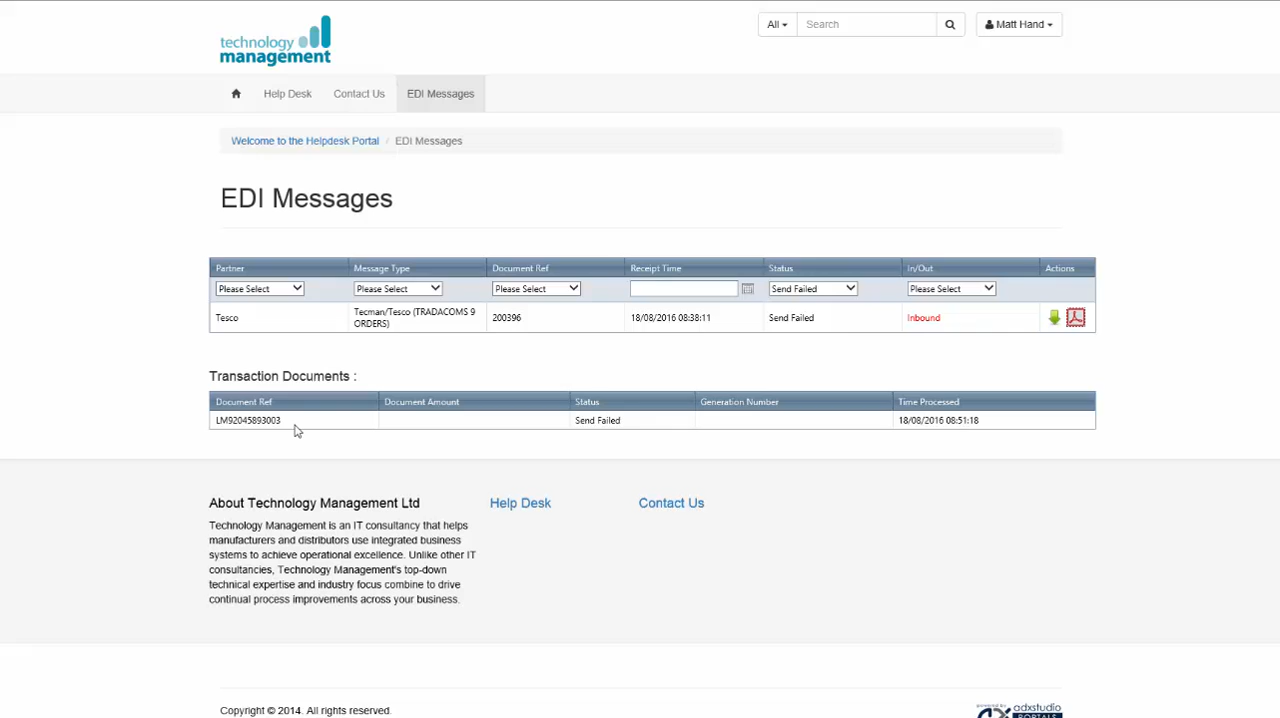 technology
management
All
Search
Matt Hand
Help Desk
Contact Us
EDI Messages
Welcome to the Helpdesk Portal / EDI Messages
EDI Messages
Partner Message Type Document Ref Receipt Time Status In/Out Actions
Please Select Please Select Please Select Send Failed Please Select
Tesco Tecman/Tesco (TRADACOMS 9 200396 18/08/2016 08:38:11 Send Failed Inbound
ORDERS)
Transaction Documents :
Document Ref Document Amount Status Generation Number Time Processed
LM92045893003 Send Failed 18/08/2016 08:51:18
About Technology Management Ltd
Technology Management is an IT consultancy that helps
manufacturers and distributors use integrated business
systems to achieve operational excellence. Unlike other IT
consultancies, Technology Management's top-down
technical expertise and industry focus combine to drive
continual process improvements across your business.
Help Desk
Contact Us
Copyright © 2014. All rights reserved.
powered by
adxstudio
PORTALS